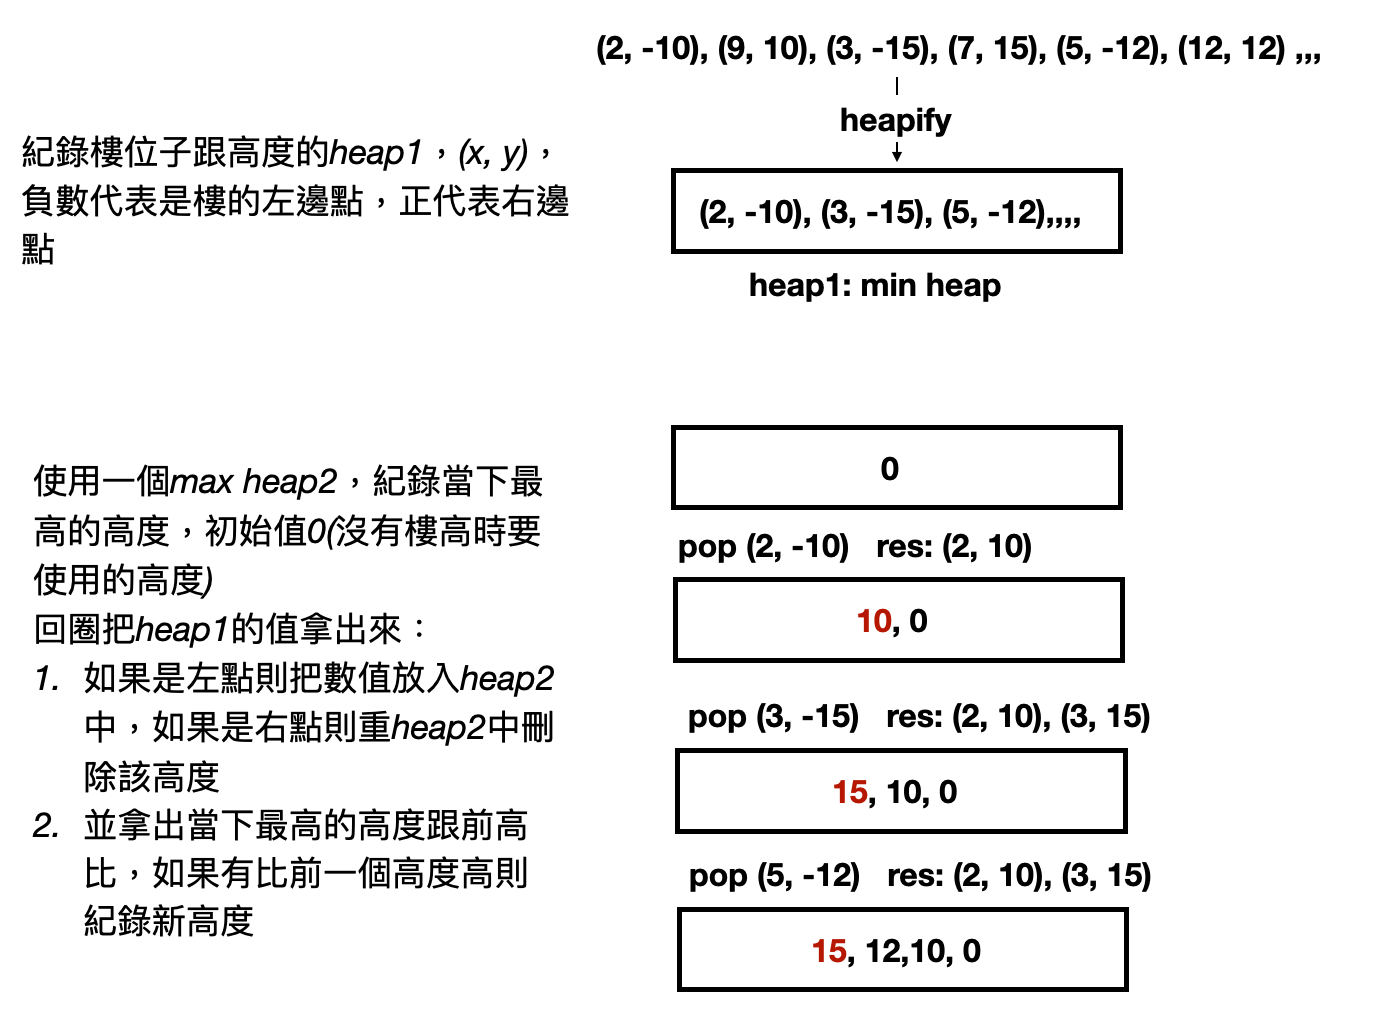 (2, -10), (9, 10), (3, -15), (7, 15), (5, -12), (12, 12) ,,,
heapify
紀錄樓位子跟高度的heap1，(x, y)，
負數代表是樓的左邊點，正代表右邊
點
(2, -10), (3, -15), (5, -12),,,,
heap1: min heap
使用一個max heap2，紀錄當下最
高的高度，初始值0(沒有樓高時要
使用的高度)
回圈把heap1的值拿出來：
1. 如果是左點則把數值放入heap2
中，如果是右點則重heap2中刪
除該高度
2. 並拿出當下最高的高度跟前高
比，如果有比前一個高度高則
紀錄新高度
0
pop (2, -10) res: (2, 10)
10, 0
pop (3, -15) res: (2, 10), (3, 15)
15, 10, 0
pop (5, -12) res: (2, 10), (3, 15)
15, 12,10, 0